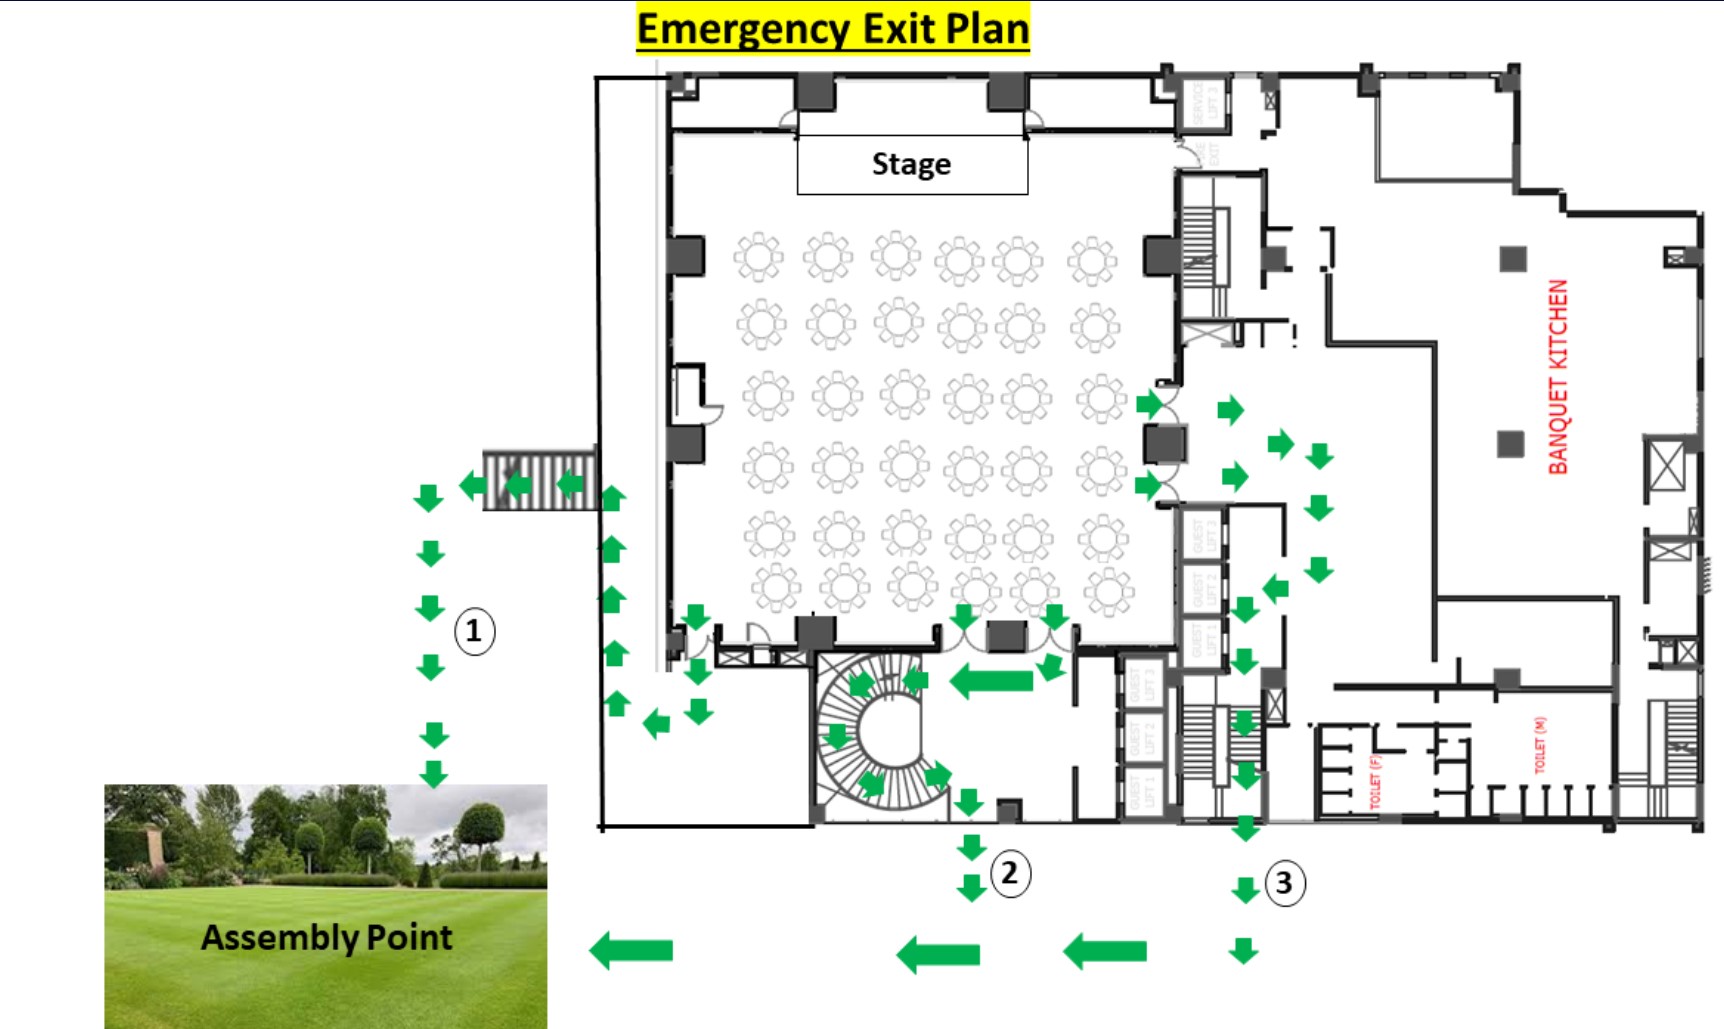 Emergency Exit Plan
SERVICE
LIFT 3
EXIT
Stage
BANQUET KITCHEN
1
GUEST
LIFT 3
GUEST
LIFT 2
GUEST
LIFT 1
GUEST
LIFT 3
GUEST
LIFT 2
GUEST
LIFT 1
TOILET (F)
TOILET (M)
2
3
Assembly Point